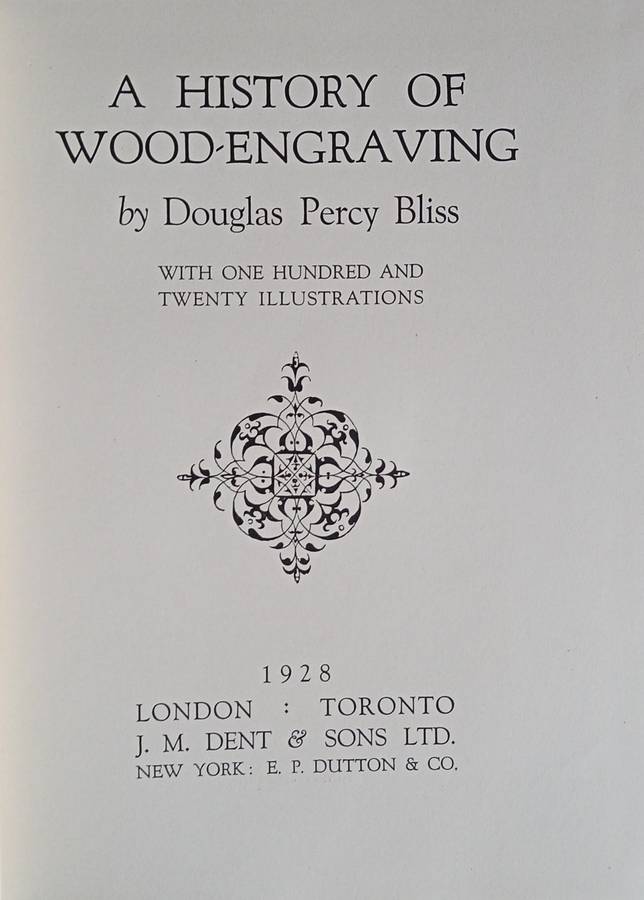 A HISTORY OF
WOOD-ENGRAVING
by Douglas Percy Bliss
WITH ONE HUNDRED AND
TWENTY ILLUSTRATIONS
1928
LONDON : TORONTO
J. M. DENT & SONS LTD.
NEW YORK: E. P. DUTTON & CO.